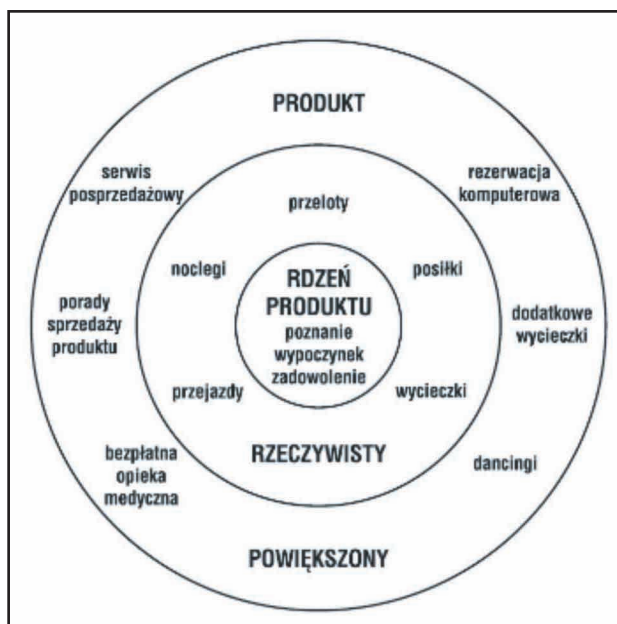 PRODUKT
serwis
posprzedażowy
rezerwacja
komputerowa
przeloty
noclegi
posiłki
RDZEŃ
PRODUKTU
poznanie
wypoczynek
zadowolenie
porady
sprzedaży
produktu
dodatkowe
wycieczki
przejazdy
wycieczki
RZECZYWISTY
bezpłatna
opieka
medyczna
dancingi
POWIĘKSZONY